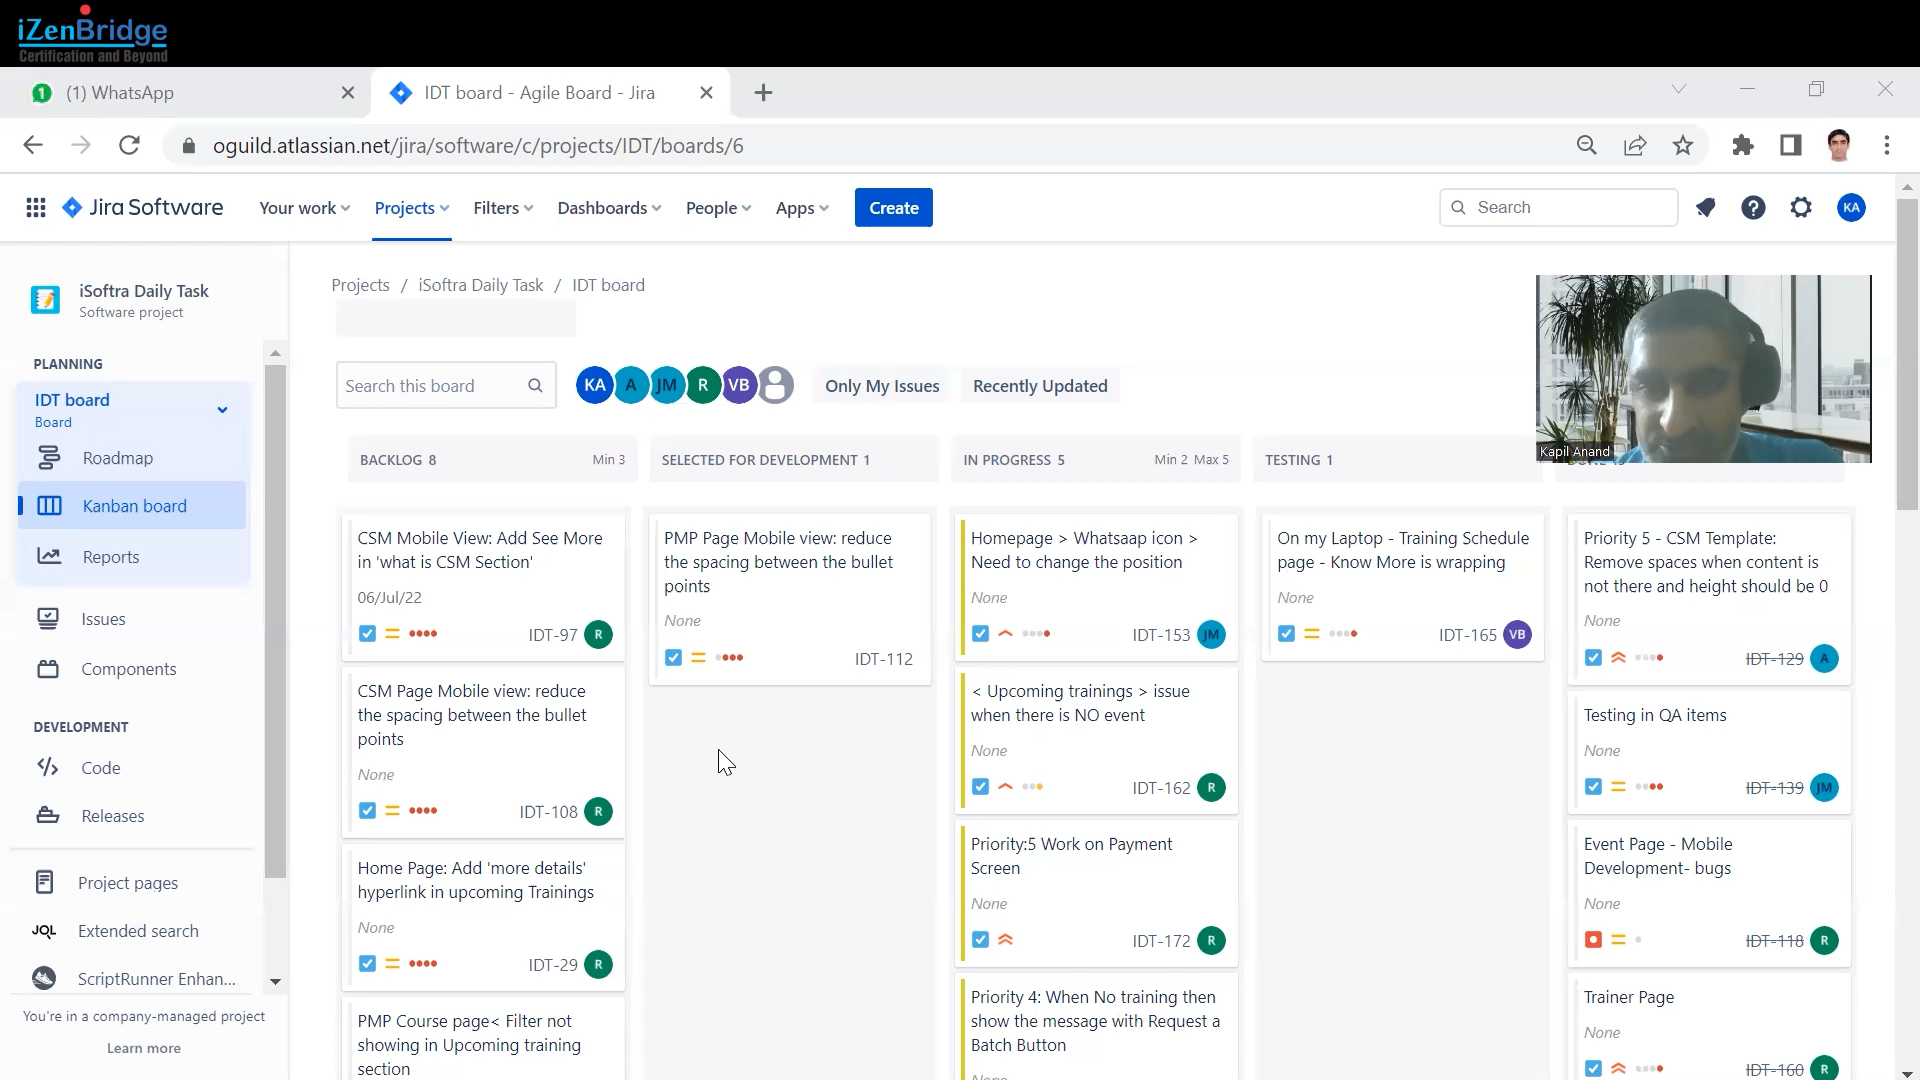 iZenBridge
Certification and Beyond
1 (1) WhatsApp
IDT board - Agile Board - Jira
oguild.atlassian.net/jira/software/c/projects/IDT/boards/6
Jira Software
Your work
Projects
Filters
Dashboards
People
Apps
Create
Search
KA
iSoftra Daily Task
Software project
PLANNING
IDT board
Board
Roadmap
Kanban board
Reports
Issues
Components
DEVELOPMENT
Code
Releases
Project pages
JQL Extended search
ScriptRunner Enhan...
You're in a company-managed project
Learn more
Projects / iSoftra Daily Task / IDT board
Search this board
KA A JM R VB
Only My Issues
Recently Updated
Kapil Anand
BACKLOG 8 Min 3
CSM Mobile View: Add See More
in 'what is CSM Section'
06/Jul/22
IDT-97 R
CSM Page Mobile view: reduce
the spacing between the bullet
points
None
IDT-108 R
Home Page: Add 'more details'
hyperlink in upcoming Trainings
None
IDT-29 R
PMP Course page< Filter not
showing in Upcoming training
section
SELECTED FOR DEVELOPMENT 1
PMP Page Mobile view: reduce
the spacing between the bullet
points
None
IDT-112
IN PROGRESS 5 Min 2 Max 5
Homepage > Whatsaap icon >
Need to change the position
None
IDT-153 JM
< Upcoming trainings > issue
when there is NO event
None
IDT-162 R
Priority:5 Work on Payment
Screen
None
IDT-172 R
Priority 4: When No training then
show the message with Request a
Batch Button
None
TESTING 1
On my Laptop - Training Schedule
page - Know More is wrapping
None
IDT-165 VB
Priority 5 - CSM Template:
Remove spaces when content is
not there and height should be 0
None
IDT-129 A
Testing in QA items
None
IDT-139 JM
Event Page - Mobile
Development- bugs
None
IDT-118 R
Trainer Page
None
IDT-160 R